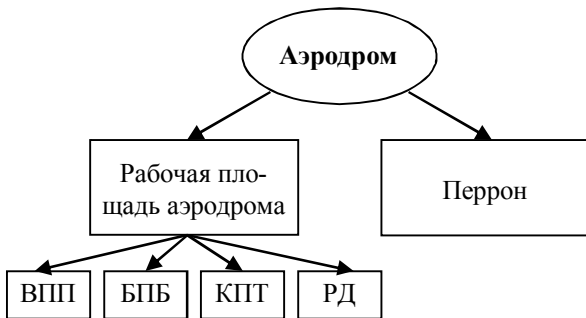 Аэродром
Рабочая пло-
щадь аэродрома
Перрон
ВПП
БПБ
КПТ
РД